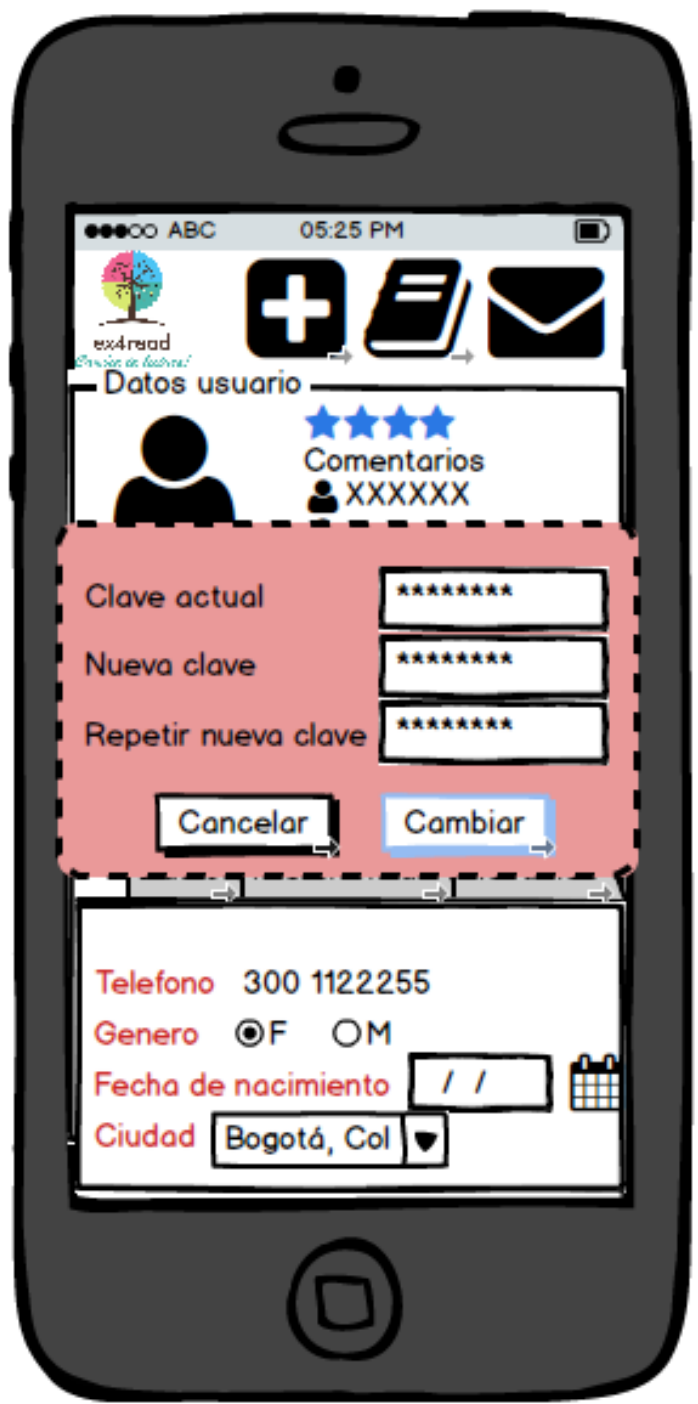 ABC 05:25 PM
ex4read
Datos usuario
Comentarios
XXXXXX
Clave actual ********
Nueva clave ********
Repetir nueva clave ********
Cancelar Cambiar
Telefono 300 1122255
Genero F M
Fecha de nacimiento / /
Ciudad Bogotá, Col